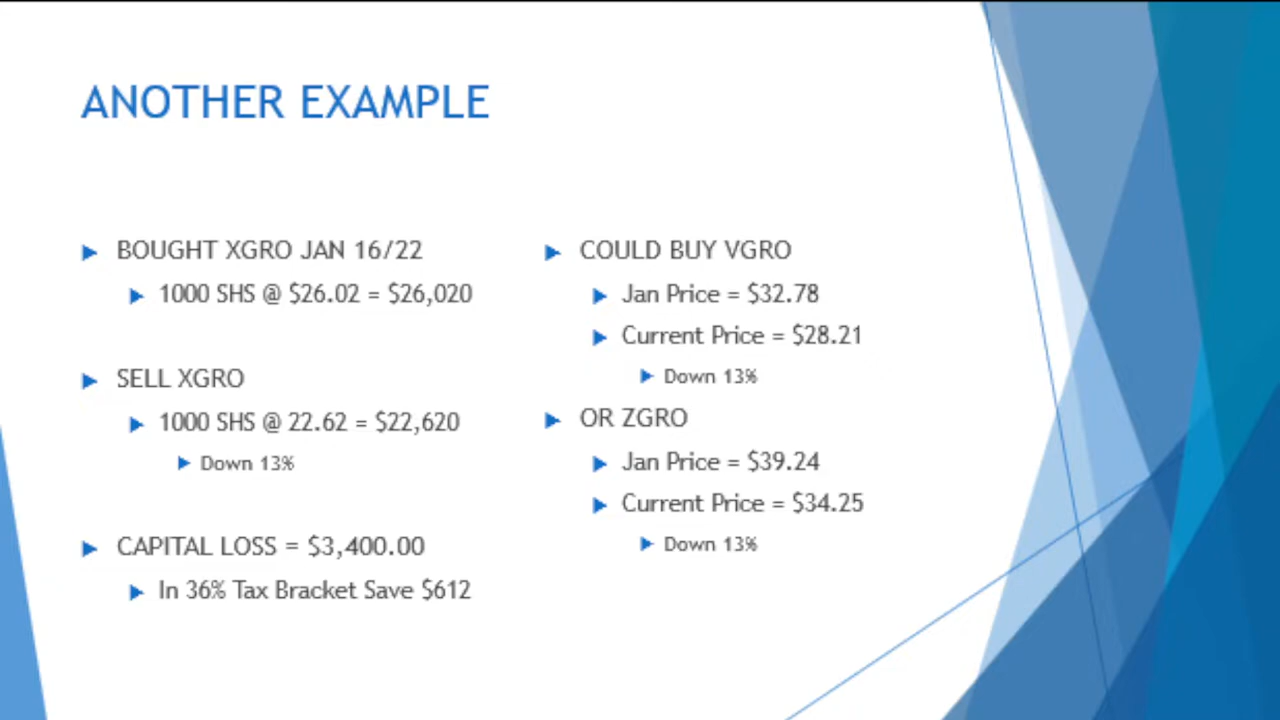 ANOTHER EXAMPLE
BOUGHT XGRO JAN 16/22
1000 SHS @ $26.02 = $26,020
SELL XGRO
1000 SHS @ 22.62 = $22,620
Down 13%
CAPITAL LOSS = $3,400.00
In 36% Tax Bracket Save $612
COULD BUY VGRO
Jan Price = $32.78
Current Price = $28.21
Down 13%
OR ZGRO
Jan Price = $39.24
Current Price = $34.25
Down 13%